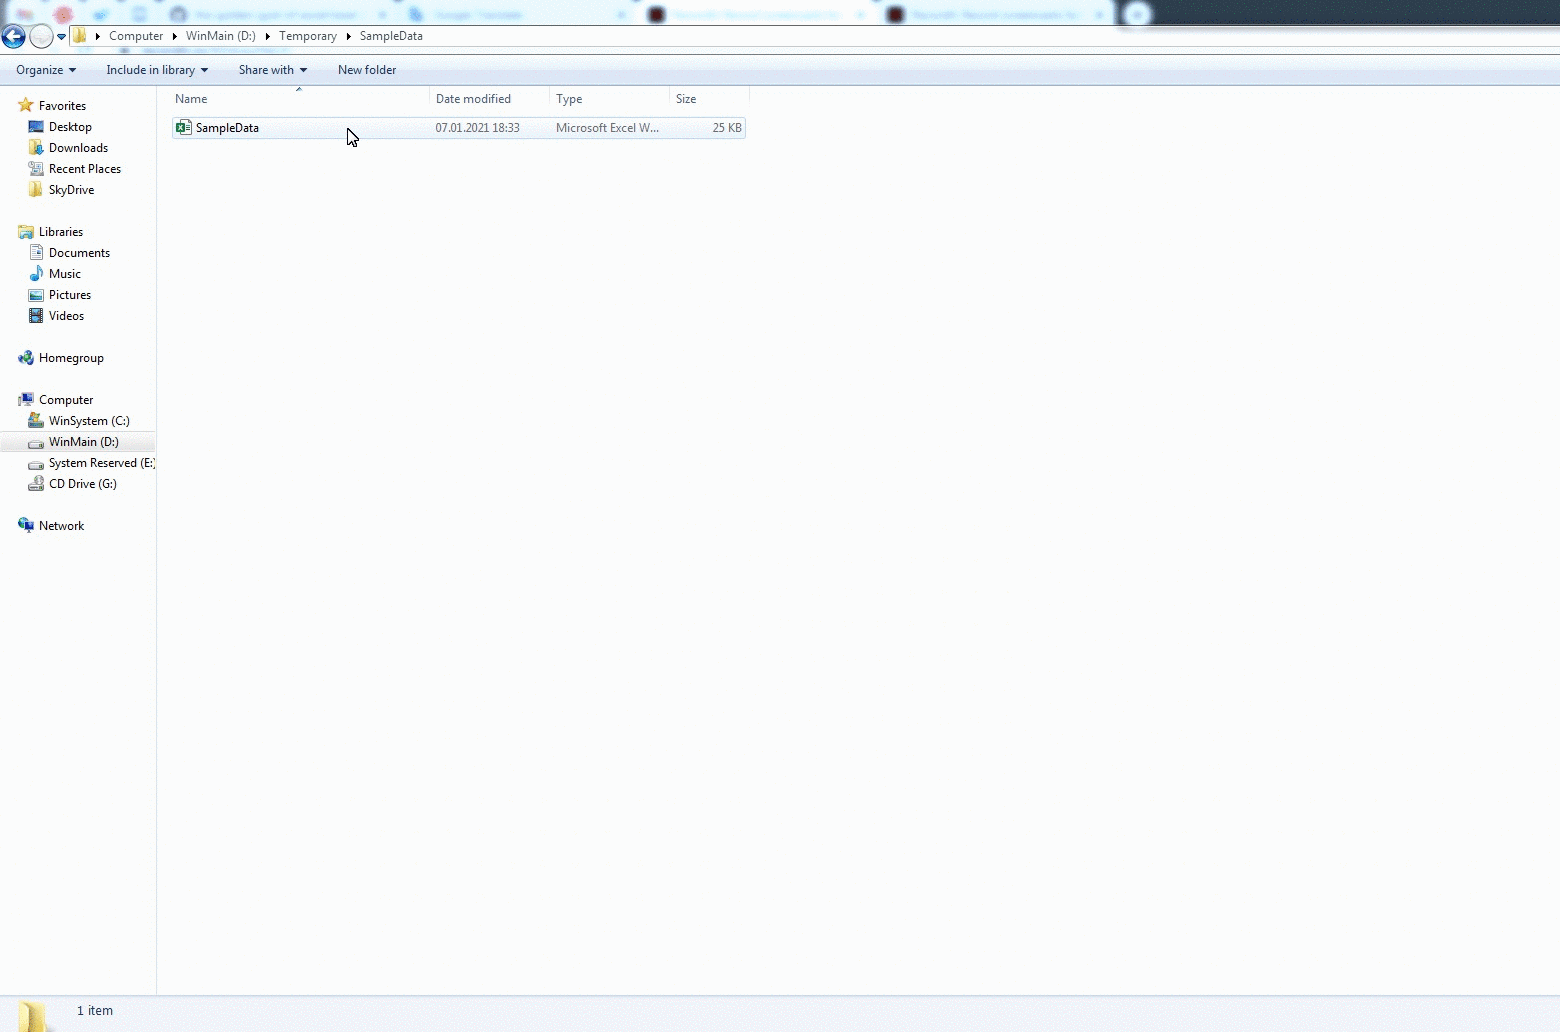 Computer WinMain (D:) Temporary SampleData
Organize Include in library Share with New folder
Favorites
Desktop
Downloads
Recent Places
SkyDrive
Libraries
Documents
Music
Pictures
Videos
Homegroup
Computer
WinSystem (C:)
WinMain (D:)
System Reserved (E:)
CD Drive (G:)
Network
Name Date modified Type Size
SampleData 07.01.2021 18:33 Microsoft Excel W... 25 KB
1 item